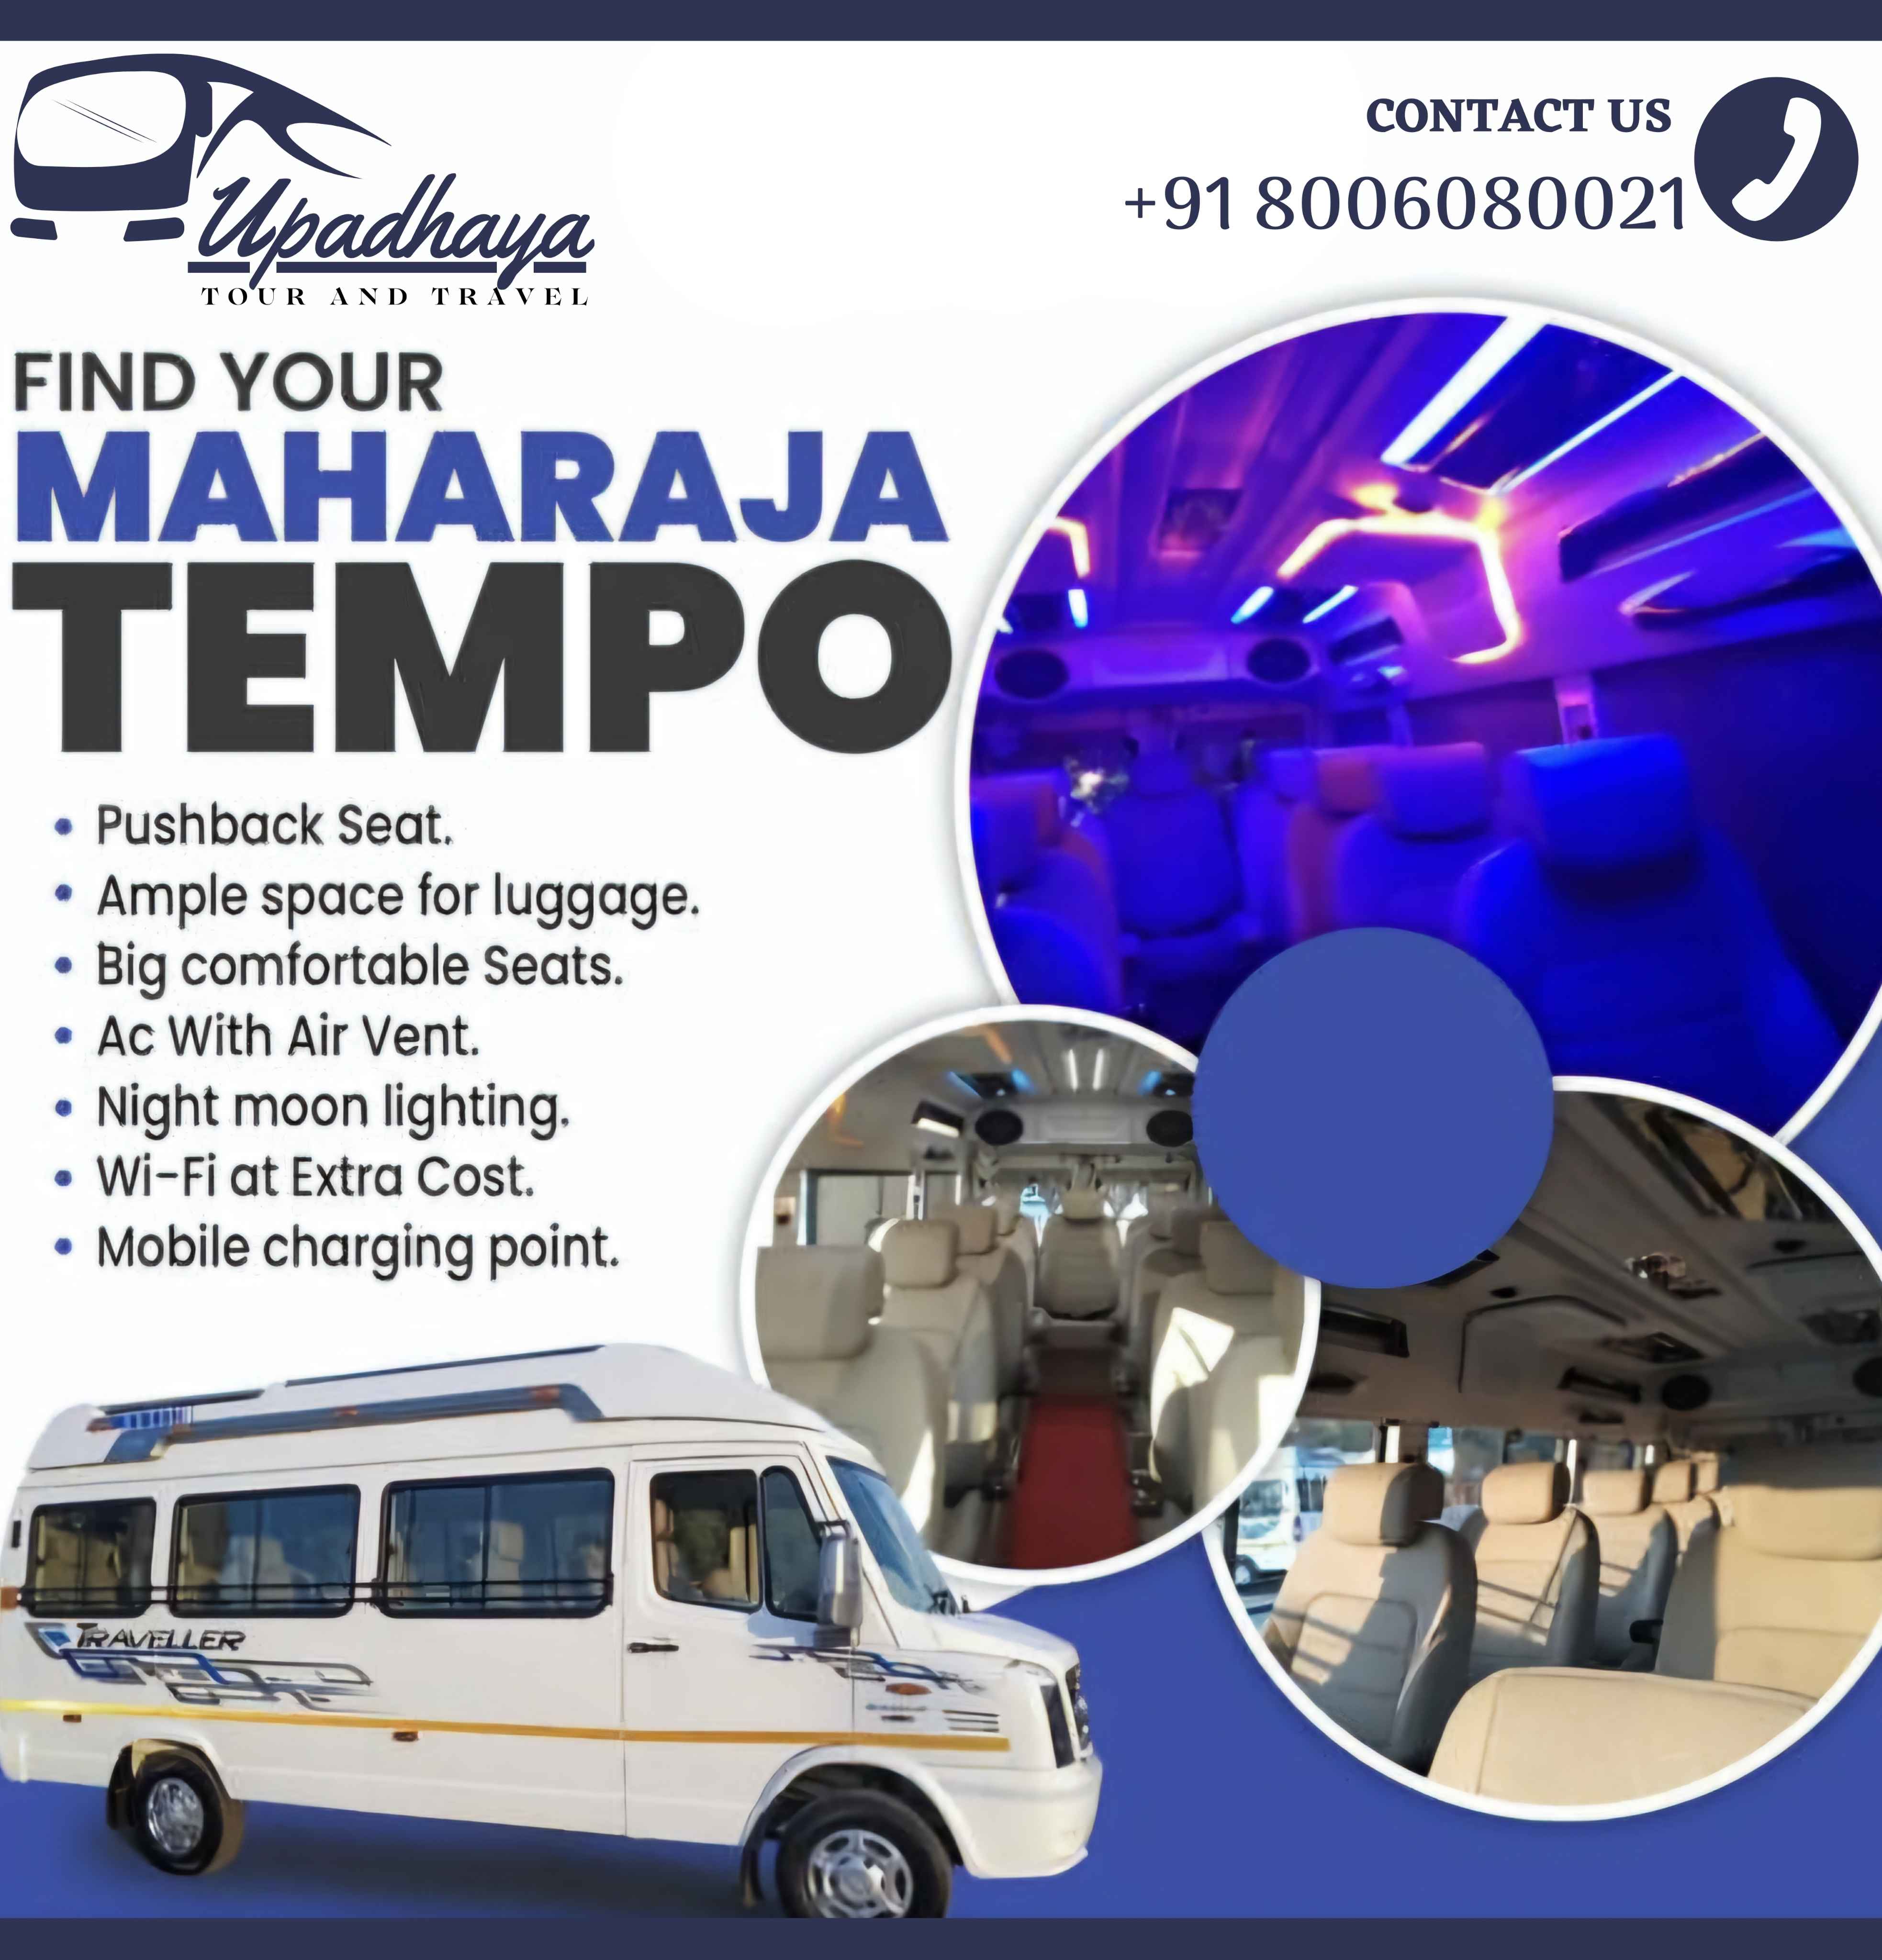 Upadhaya
TOUR AND TRAVEL
CONTACT US
+91 8006080021
FIND YOUR
MAHARAJA
TEMPO
• Pushback Seat.
• Ample space for luggage.
• Big comfortable Seats.
• Ac With Air Vent.
• Night moon lighting.
• Wi-Fi at Extra Cost.
• Mobile charging point.
TRAVELLER